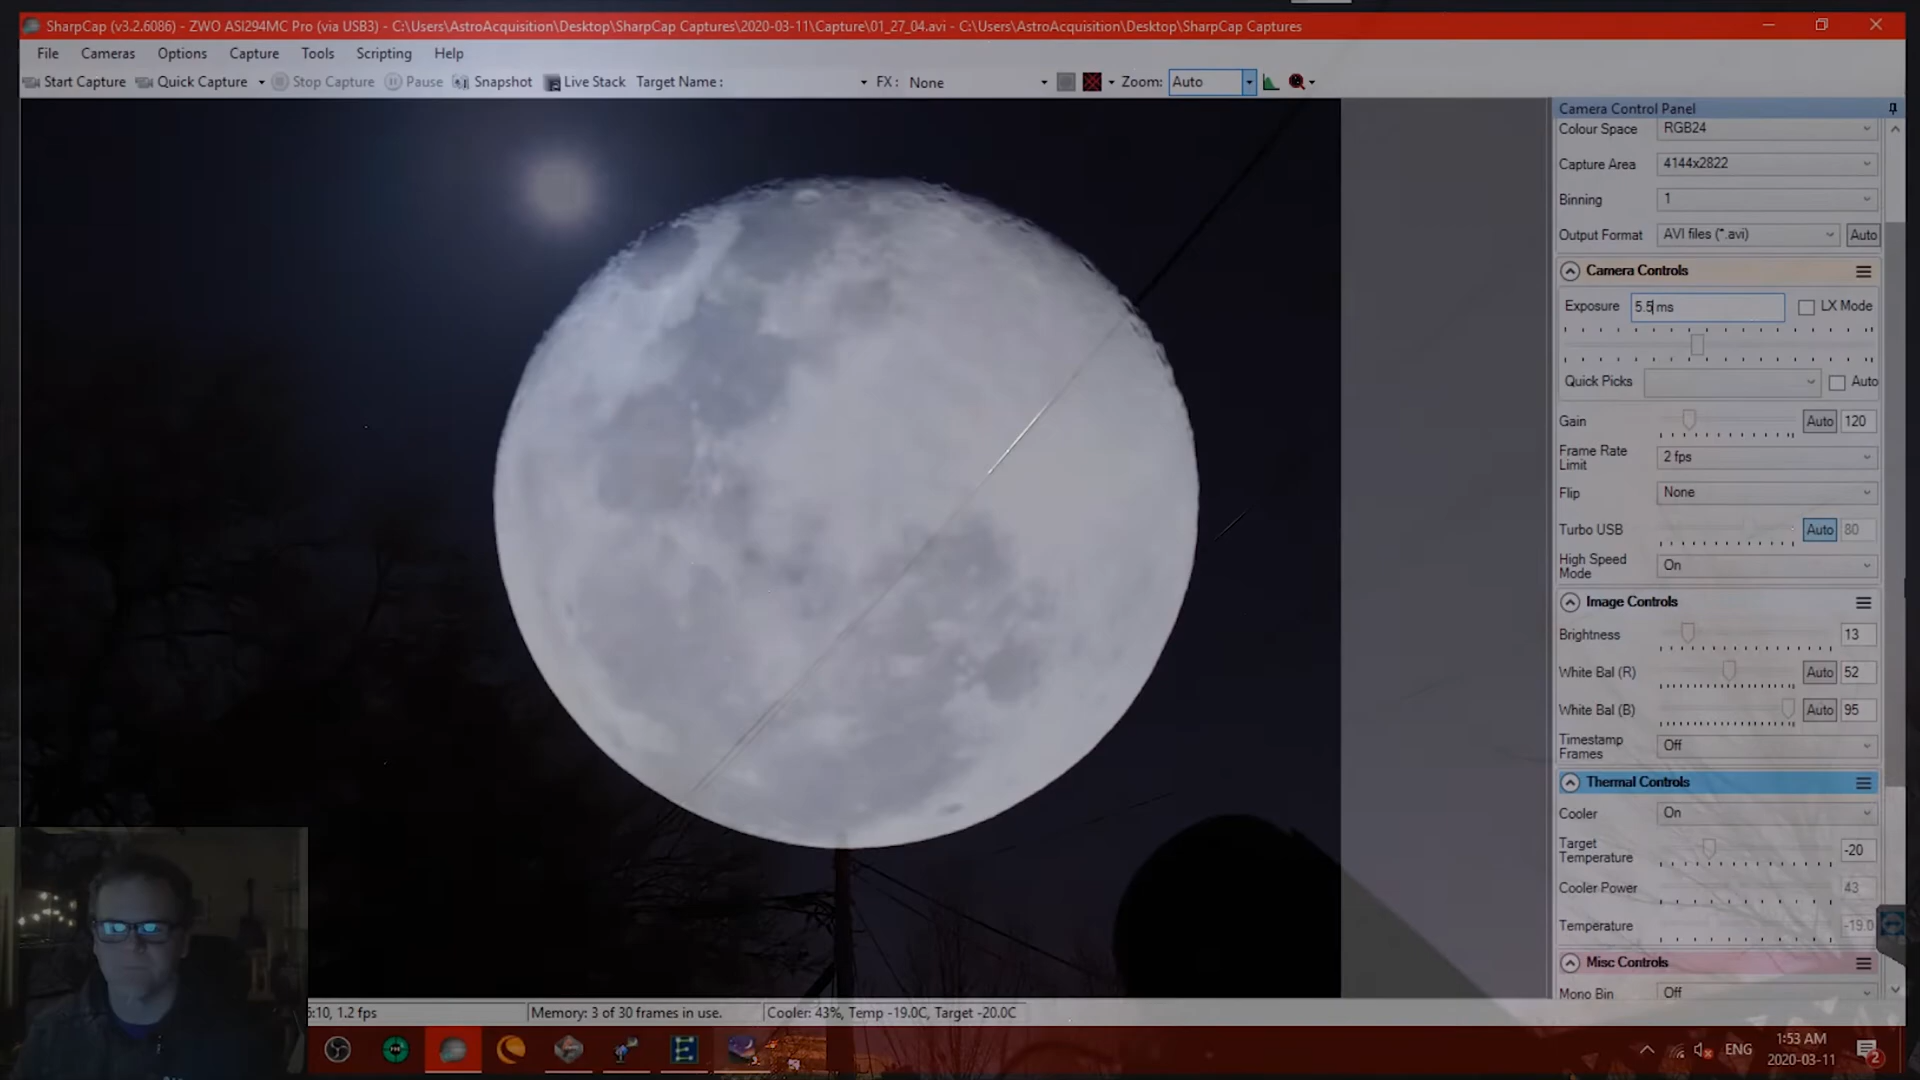 SharpCap (v3.2.6086) - ZWO ASI294MC Pro (via USB3) - C:\Users\AstroAcquisition\Desktop\SharpCap Captures\2020-03-11\Capture\01_27_04.avi - C:\Users\AstroAcquisition\Desktop\SharpCap Captures
File Cameras Options Capture Tools Scripting Help
Start Capture Quick Capture Stop Capture Pause Snapshot Live Stack Target Name : FX : None Zoom: Auto
Camera Control Panel
Colour Space RGB24
Capture Area 4144x2822
Binning 1
Output Format AVI files (*.avi) Auto
Camera Controls
Exposure 5.5 ms LX Mode
Quick Picks Auto
Gain Auto 120
Frame Rate
Limit 2 fps
Flip None
Turbo USB Auto 80
High Speed
Mode On
Image Controls
Brightness 13
White Bal (R) Auto 52
White Bal (B) Auto 95
Timestamp
Frames Off
Thermal Controls
Cooler On
Target
Temperature -20
Cooler Power 43
Temperature -19.0
Misc Controls
Mono Bin Off
:10, 1.2 fps Memory: 3 of 30 frames in use. Cooler: 43%, Temp -19.0C, Target -20.0C
ENG 1:53 AM
2020-03-11 2